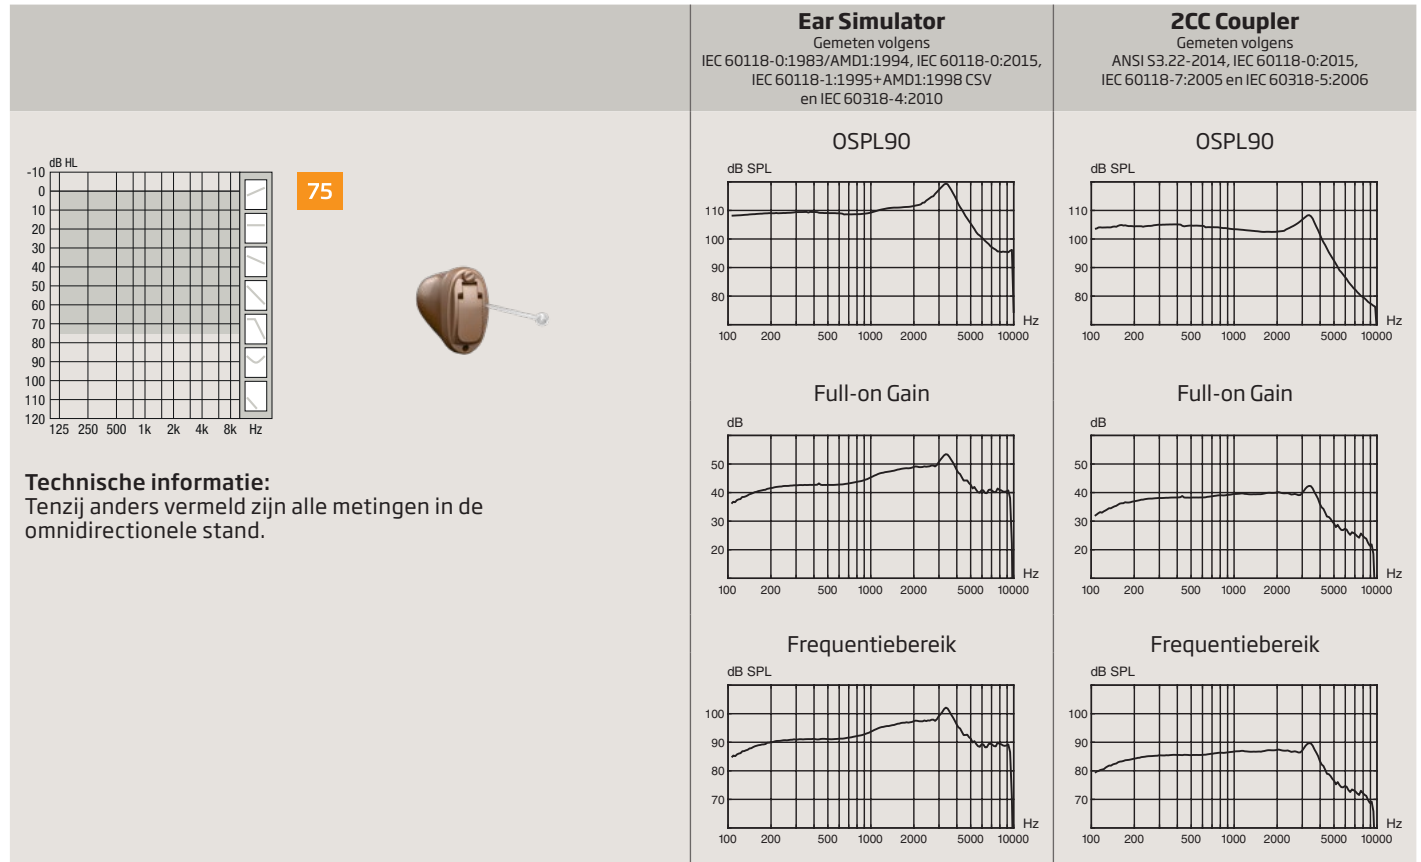 Ear Simulator
Gemeten volgens
IEC 60118-0:1983/AMD1:1994, IEC 60118-0:2015,
IEC 60118-1:1995+AMD1:1998 CSV
en IEC 60318-4:2010
2CC Coupler
Gemeten volgens
ANSI S3.22-2014, IEC 60118-0:2015,
IEC 60118-7:2005 en IEC 60318-5:2006
dB HL
-10
0
10
20
30
40
50
60
70
80
90
100
110
120
125 250 500 1k 2k 4k 8k Hz
75
Technische informatie:
Tenzij anders vermeld zijn alle metingen in de
omnidirectionele stand.
OSPL90
dB SPL
110
100
90
80
Hz
100 200 500 1000 2000 5000 10000
OSPL90
dB SPL
110
100
90
80
Hz
100 200 500 1000 2000 5000 10000
Full-on Gain
dB
50
40
30
20
Hz
100 200 500 1000 2000 5000 10000
Full-on Gain
dB
50
40
30
20
Hz
100 200 500 1000 2000 5000 10000
Frequentiebereik
dB SPL
100
90
80
70
Hz
100 200 500 1000 2000 5000 10000
Frequentiebereik
dB SPL
100
90
80
70
Hz
100 200 500 1000 2000 5000 10000